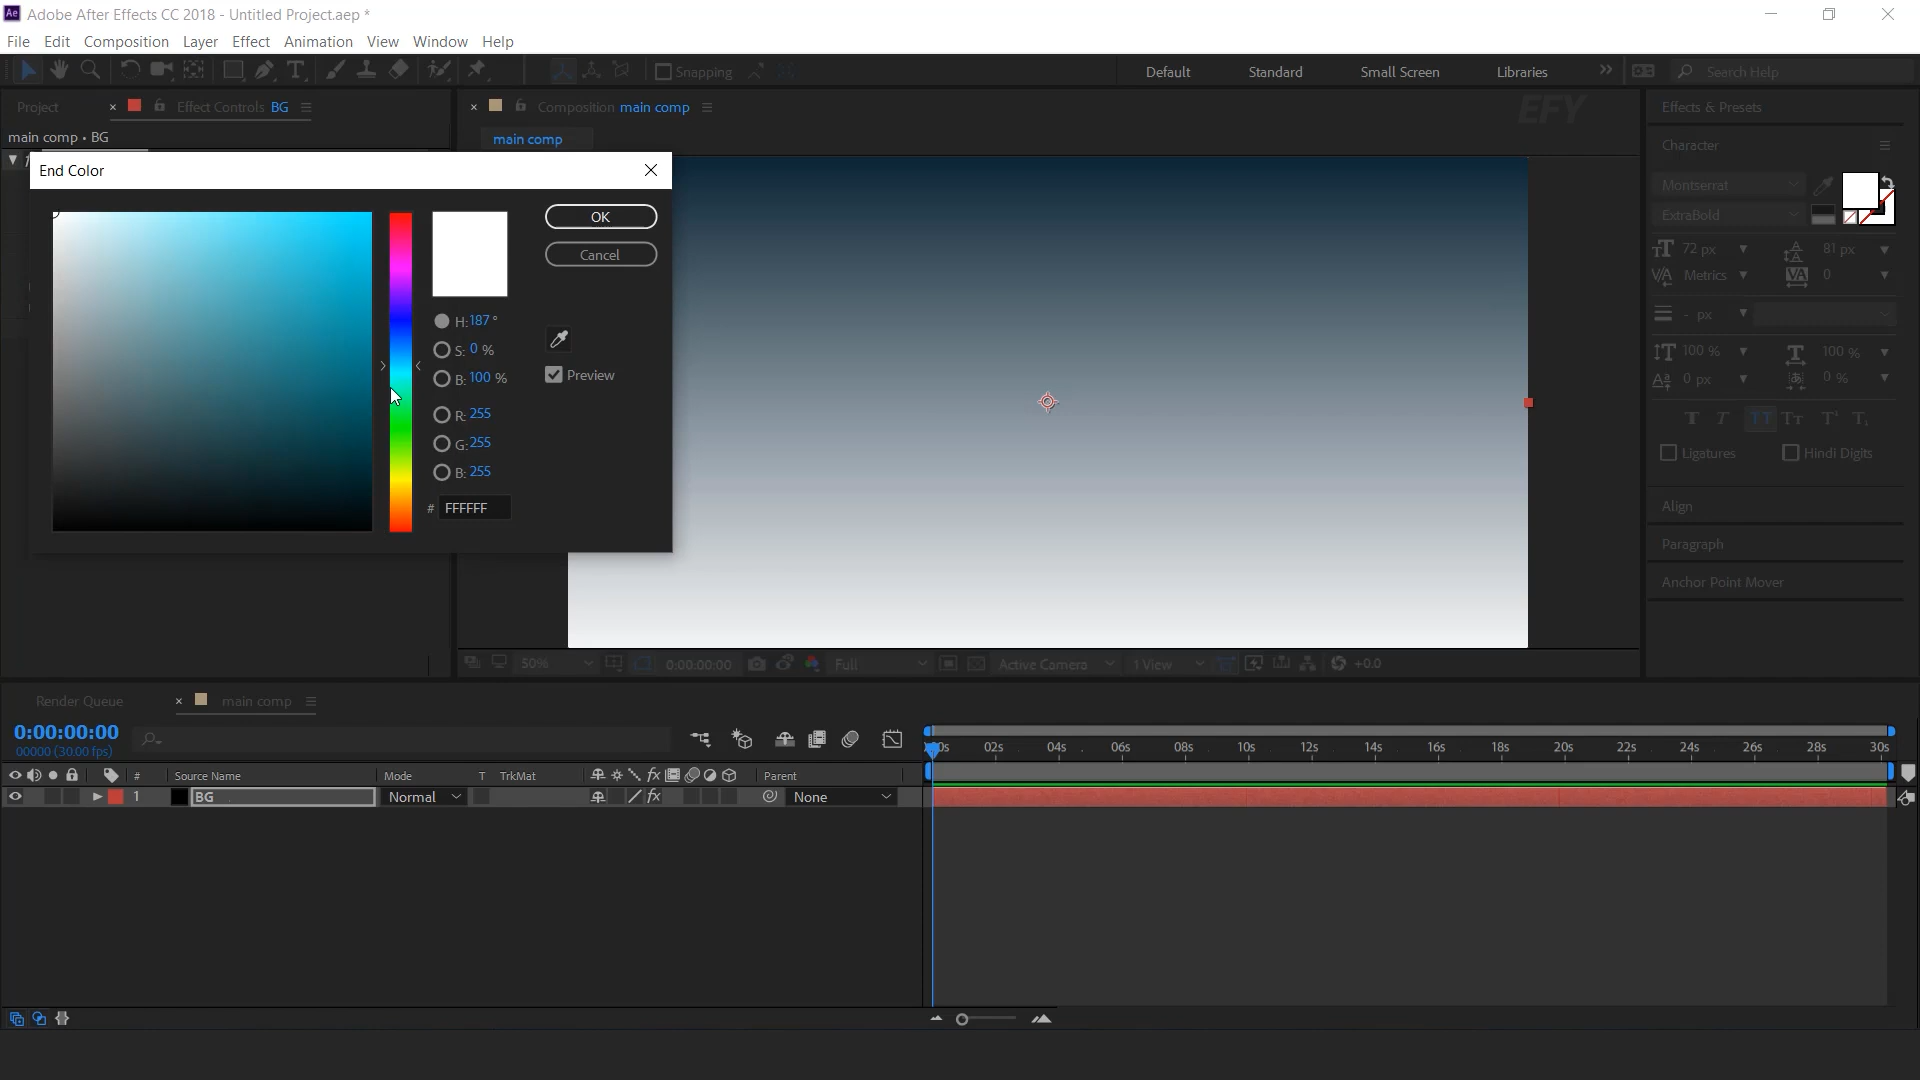 Ae Adobe After Effects CC 2018 - Untitled Project.aep *
File Edit Composition Layer Effect Animation View Window Help
Snapping Default Standard Small Screen Libraries Search Help
Project Effect Controls BG Composition main comp EFY Effects & Presets
main comp • BG
main comp
Character
End Color
Montserrat
ExtraBold
OK
Cancel
72 px 81 px
Metrics 0
- px
100 % 100 %
0 px 0 %
Ligatures Hindi Digits
Align
Paragraph
Anchor Point Mover
H: 187 °
S: 0 %
B: 100 %
Preview
R: 255
G: 255
B: 255
# FFFFFF
50% 0:00:00:00 Full Active Camera 1 View +0.0
Render Queue main comp
0:00:00:00
00000 (30.00 fps)
02s 04s 06s 08s 10s 12s 14s 16s 18s 20s 22s 24s 26s 28s 30s
# Source Name Mode T TrkMat fx Parent
1 BG Normal fx None